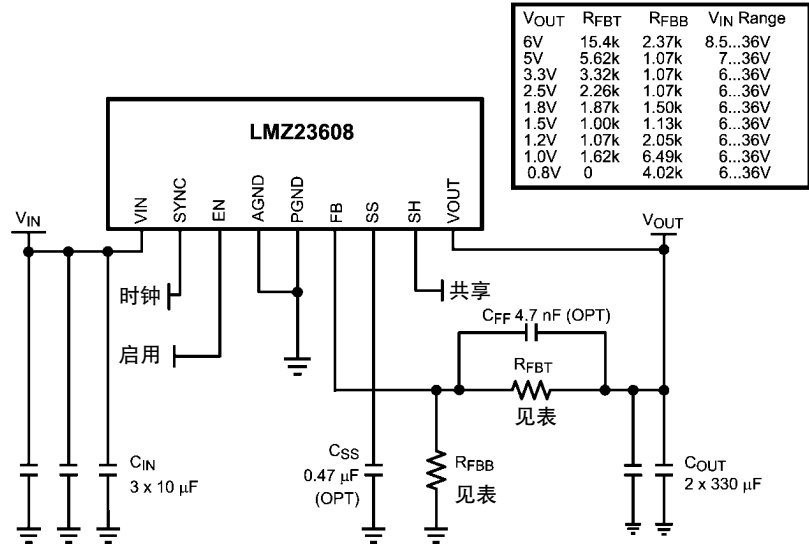 VOUT RFBT RFBB VIN Range
6V 15.4k 2.37k 8.5...36V
5V 5.62k 1.07k 7...36V
3.3V 3.32k 1.07k 6...36V
2.5V 2.26k 1.07k 6...36V
1.8V 1.87k 1.50k 6...36V
1.5V 1.00k 1.13k 6...36V
1.2V 1.07k 2.05k 6...36V
1.0V 1.62k 6.49k 6...36V
0.8V 0 4.02k 6...36V
LMZ23608
VIN
SYNC
EN
AGND
PGND
FB
SS
SH
VOUT
VIN
VOUT
时钟
共享
启用
CFF 4.7 nF (OPT)
RFBT
见表
CIN
3 x 10 μF
CSS
0.47 μF
(OPT)
RFBB
见表
COUT
2 x 330 μF